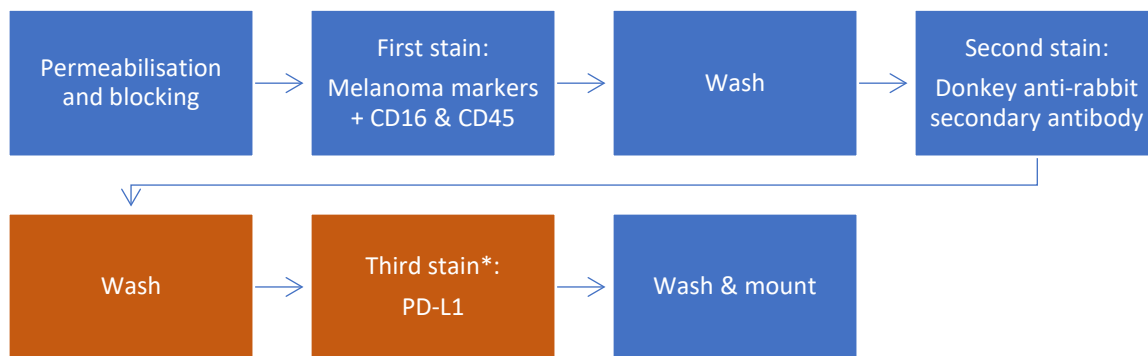 Permeabilisation
and blocking
First stain:
Melanoma markers
+ CD16 & CD45
Wash
Second stain:
Donkey anti-rabbit
secondary antibody
Wash
Third stain*:
PD-L1
Wash & mount